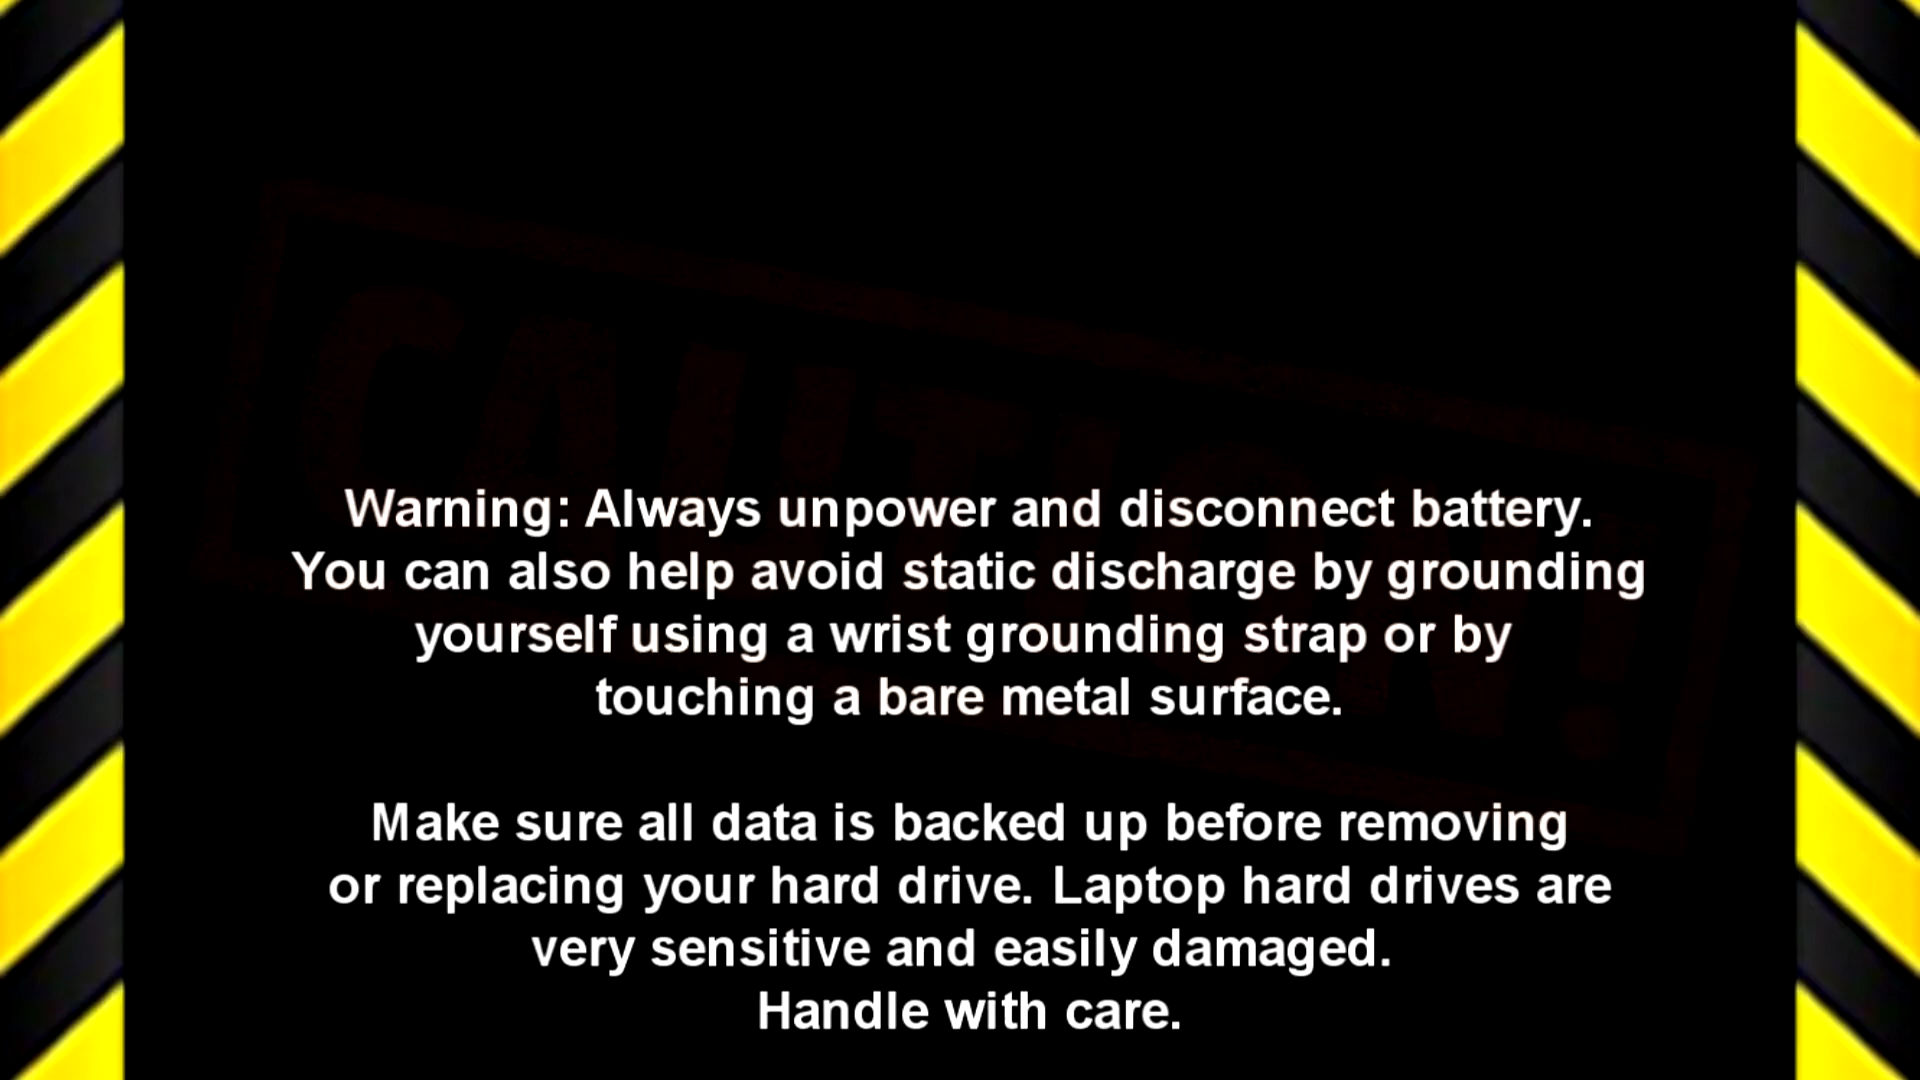 CAUTION!
Warning: Always unpower and disconnect battery.
You can also help avoid static discharge by grounding
yourself using a wrist grounding strap or by
touching a bare metal surface.
Make sure all data is backed up before removing
or replacing your hard drive. Laptop hard drives are
very sensitive and easily damaged.
Handle with care.